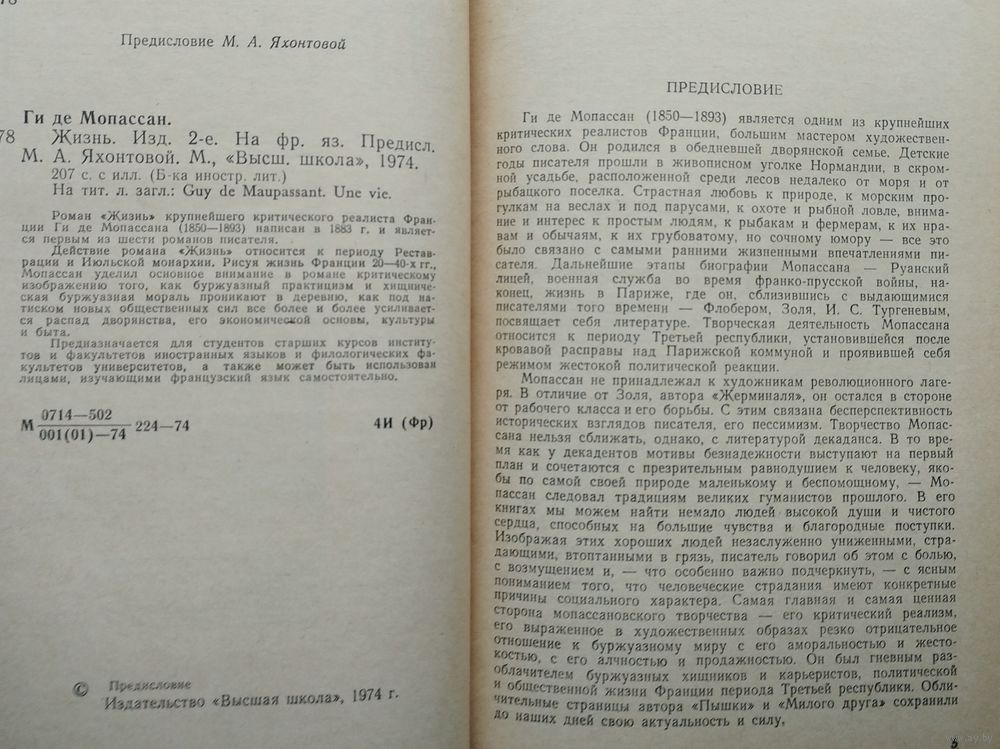 78
Предисловие М. А. Яхонтовой
Ги де Мопассан.
78 Жизнь. Изд. 2-е. На фр. яз. Предисл.
М. А. Яхонтовой. М., «Высш. школа», 1974.
207 с. с илл. (Б-ка иностр. лит.)
На тит. л. загл.: Guy de Maupassant. Une vie.
Роман «Жизнь» крупнейшего критического реалиста Фран-
ции Ги де Мопассана (1850—1893) написан в 1883 г. и являет-
ся первым из шести романов писателя.
Действие романа «Жизнь» относится к периоду Рестав-
рации и Июльской монархии. Рисуя жизнь Франции 20—40-х гг.,
Мопассан уделил основное внимание в романе критическому
изображению того, как буржуазный практицизм и хищниче-
ская буржуазная мораль проникают в деревню, как под на-
тиском новых общественных сил все более и более усиливает-
ся распад дворянства, его экономической основы, культуры
и быта.
Предназначается для студентов старших курсов институ-
тов и факультетов иностранных языков и филологических фа-
культетов университетов, а также может быть использован
лицами, изучающими французский язык самостоятельно.
0714—502
М 224—74 4И (Фр)
001(01)—74
© Предисловие
Издательство «Высшая школа», 1974 г.
ПРЕДИСЛОВИЕ
Ги де Мопассан (1850—1893) является одним из крупнейших
критических реалистов Франции, большим мастером художествен-
ного слова. Он родился в обедневшей дворянской семье. Детские
годы писателя прошли в живописном уголке Нормандии, в скром-
ной усадьбе, расположенной среди лесов недалеко от моря и от
рыбацкого поселка. Страстная любовь к природе, к морским про-
гулкам на веслах и под парусами, к охоте и рыбной ловле, внима-
ние и интерес к простым людям, к рыбакам и фермерам, к их нра-
вам и обычаям, к их грубоватому, но сочному юмору — все это
было связано с самыми ранними жизненными впечатлениями пи-
сателя. Дальнейшие этапы биографии Мопассана — Руанский
лицей, военная служба во время франко-прусской войны, на-
конец, жизнь в Париже, где он, сблизившись с выдающимися
писателями того времени — Флобером, Золя, И. С. Тургеневым,
посвящает себя литературе. Творческая деятельность Мопассана
относится к периоду Третьей республики, установившейся после
кровавой расправы над Парижской коммуной и проявившей себя
режимом жестокой политической реакции.
Мопассан не принадлежал к художникам революционного лаге-
ря. В отличие от Золя, автора «Жерминаля», он остался в стороне
от рабочего класса и его борьбы. С этим связана бесперспективность
исторических взглядов писателя, его пессимизм. Творчество Мопас-
сана нельзя сближать, однако, с литературой декаданса. В то вре-
мя как у декадентов мотивы безнадежности выступают на первый
план и сочетаются с презрительным равнодушием к человеку, яко-
бы по самой своей природе маленькому и беспомощному, — Мо-
пассан следовал традициям великих гуманистов прошлого. В его
книгах мы можем найти немало людей высокой души и чистого
сердца, способных на большие чувства и благородные поступки.
Изображая этих хороших людей незаслуженно униженными, стра-
дающими, втоптанными в грязь, писатель говорил об этом с болью,
с возмущением и, — что особенно важно подчеркнуть, — с ясным
пониманием того, что человеческие страдания имеют конкретные
причины социального характера. Самая главная и самая ценная
сторона мопассановского творчества — его критический реализм,
его выраженное в художественных образах резко отрицательное
отношение к буржуазному миру с его аморальностью и жесто-
костью, с его алчностью и продажностью. Он был гневным раз-
облачителем буржуазных хищников и карьеристов, политической
и общественной жизни Франции периода Третьей республики. Обли-
чительные страницы автора «Пышки» и «Милого друга» сохранили
до наших дней свою актуальность и силу.
www.ay.by